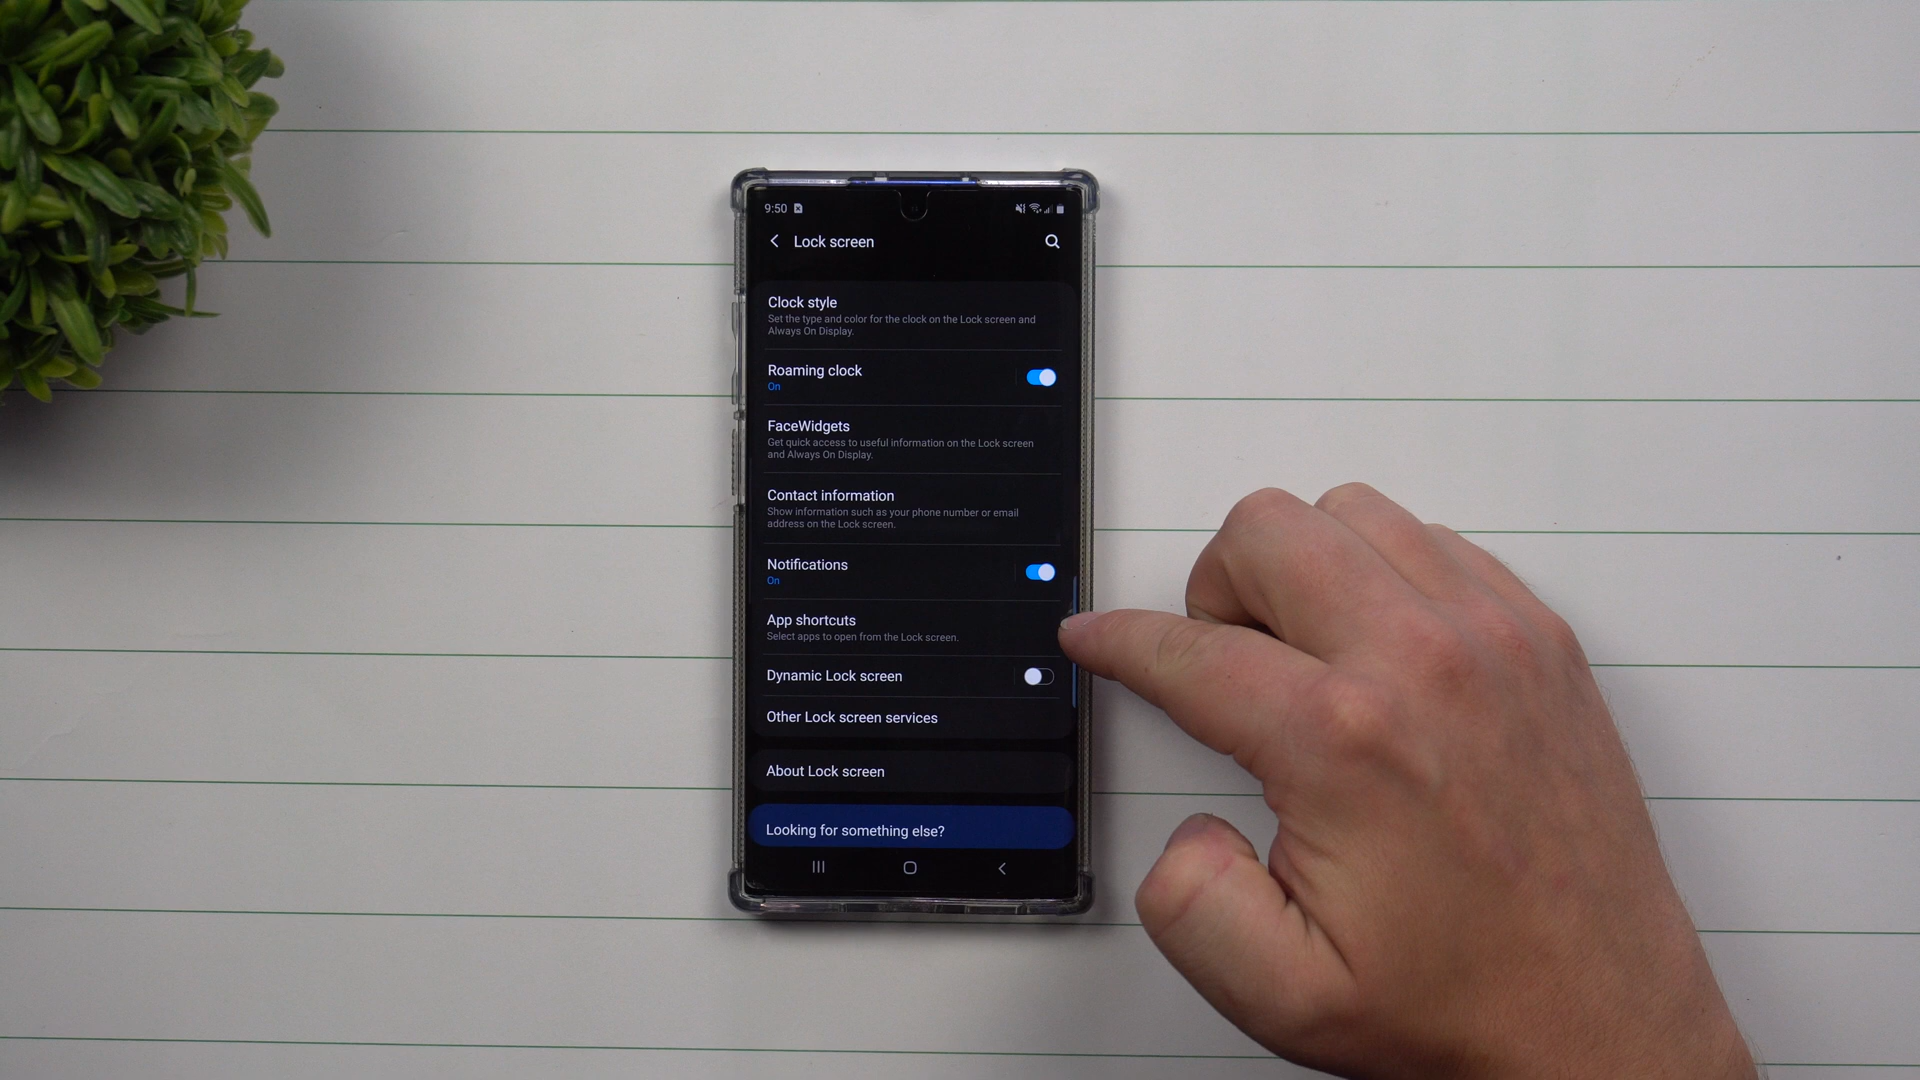 9:50
Lock screen
Clock style
Set the type and color for the clock on the Lock screen and
Always On Display.
Roaming clock
On
FaceWidgets
Get quick access to useful information on the Lock screen
and Always On Display.
Contact information
Show information such as your phone number or email
address on the Lock screen.
Notifications
On
App shortcuts
Select apps to open from the Lock screen.
Dynamic Lock screen
Other Lock screen services
About Lock screen
Looking for something else?